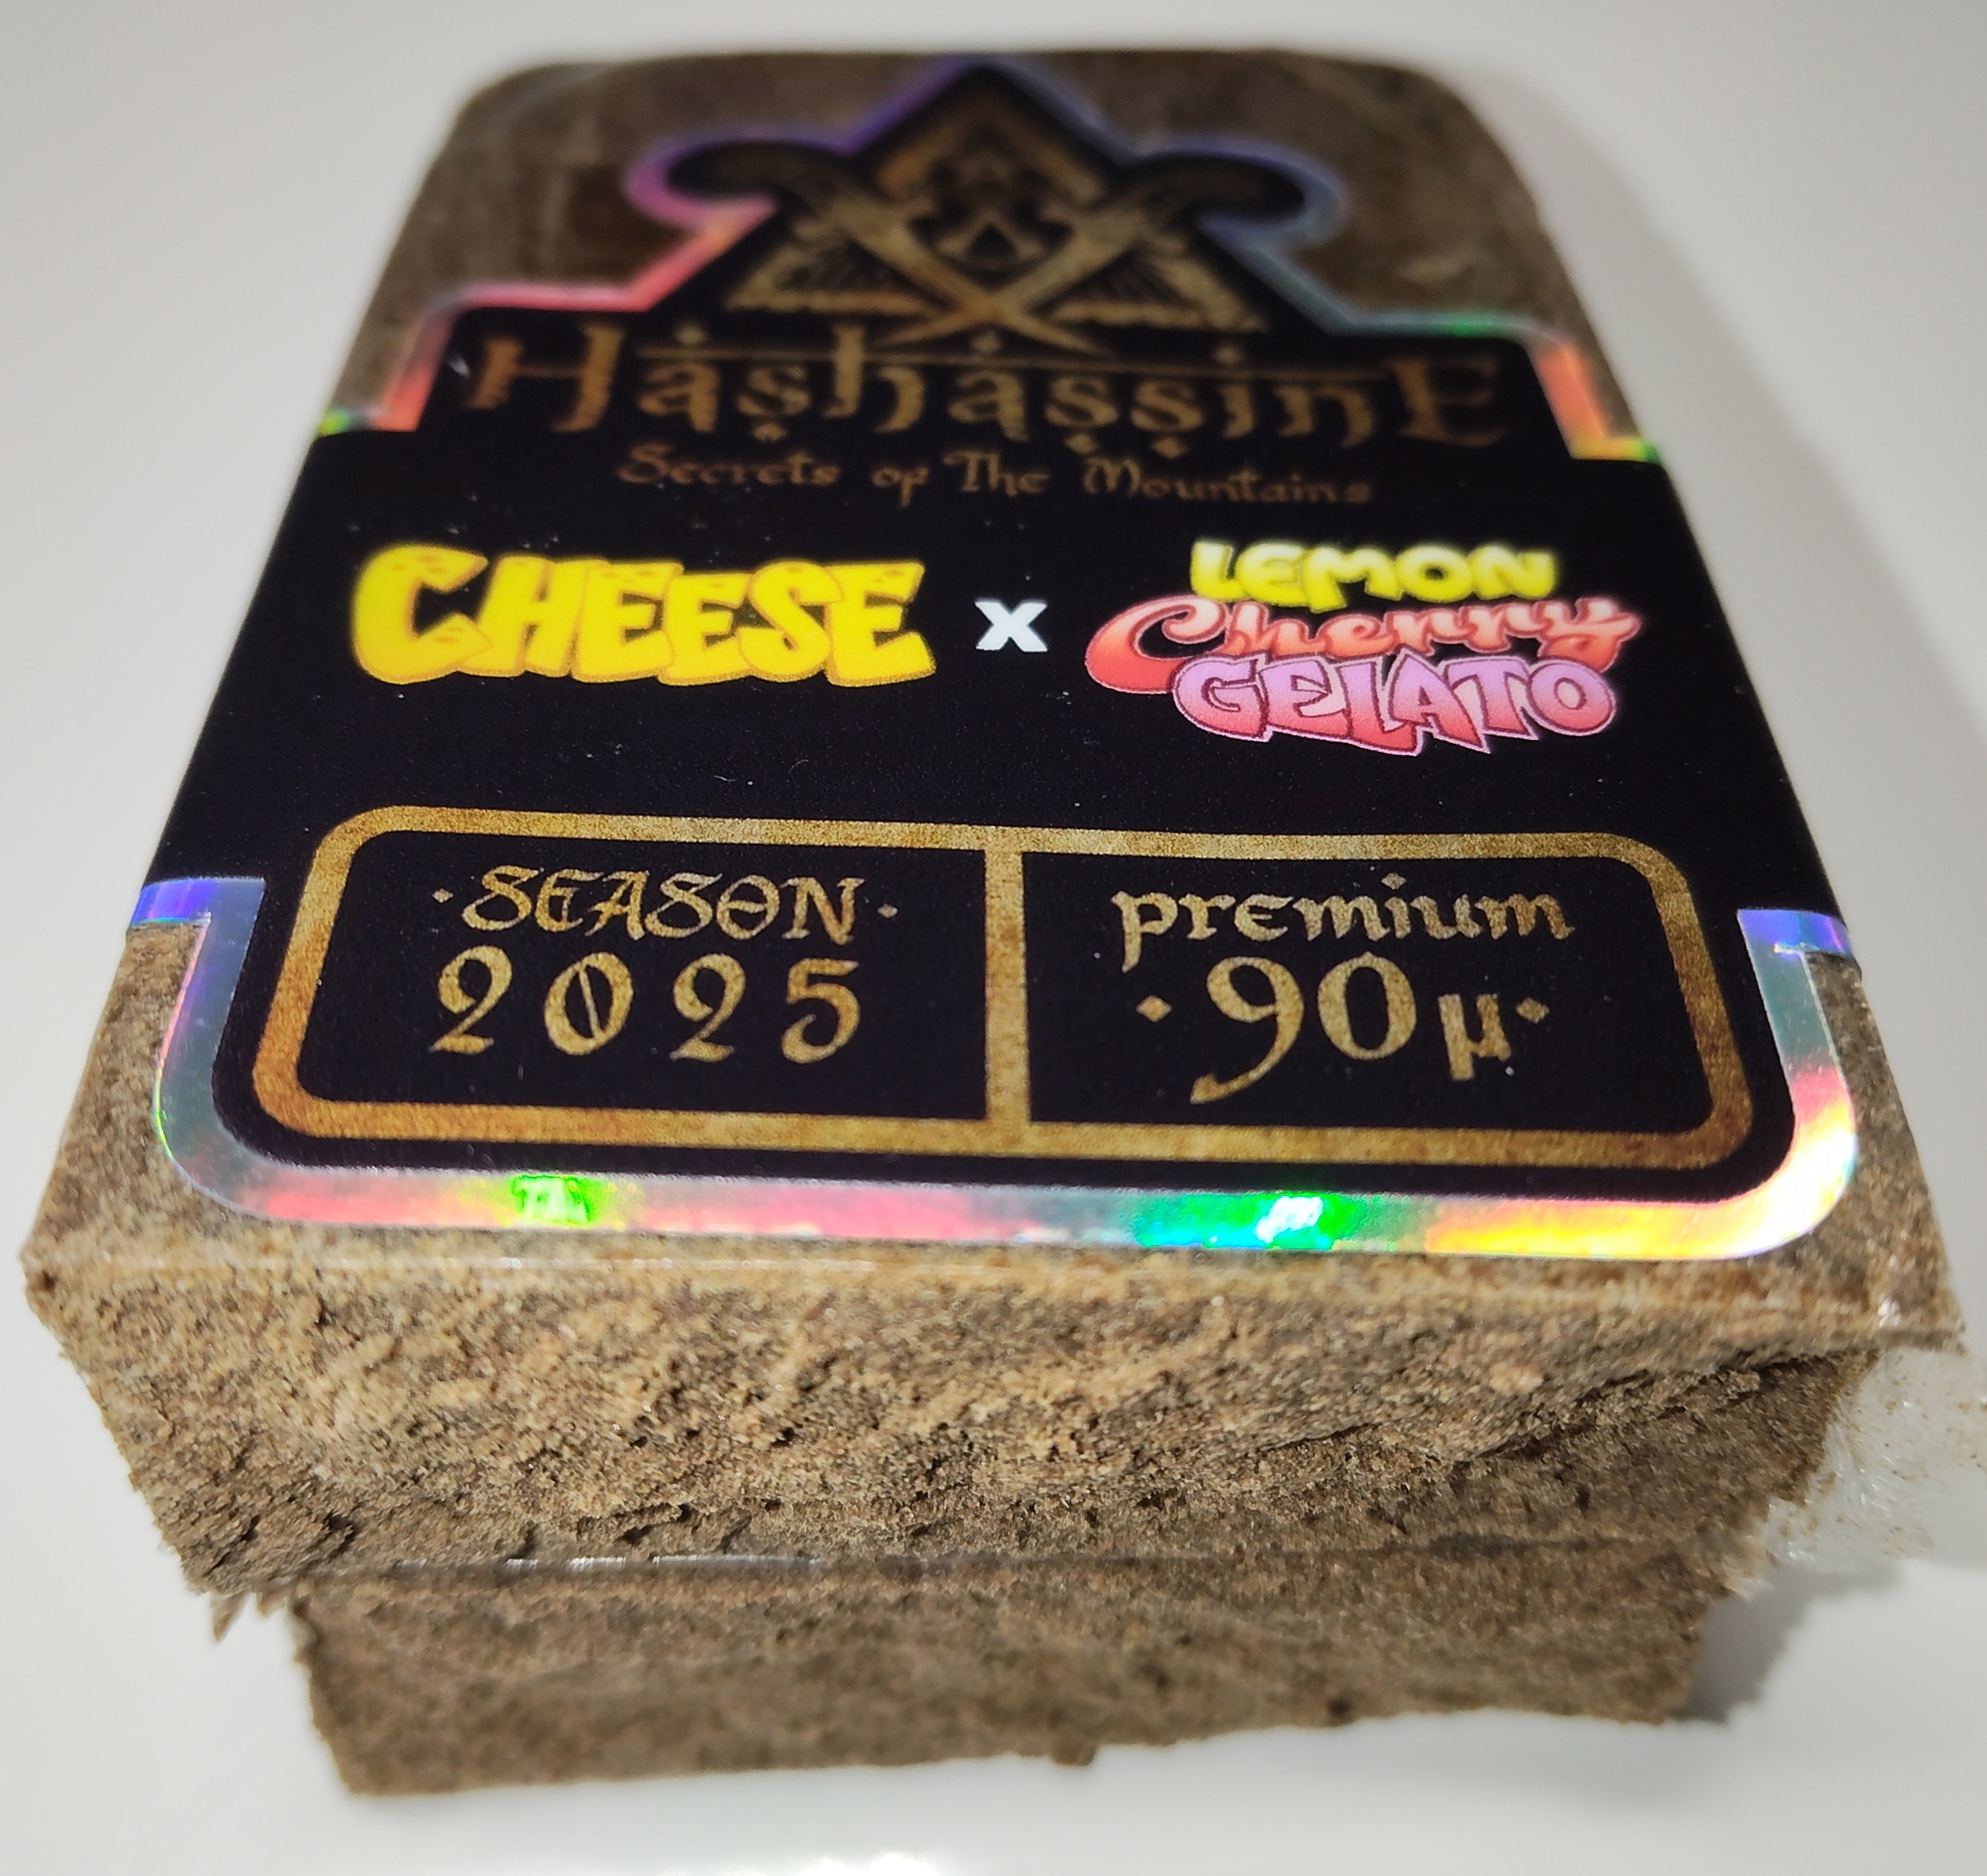 HashassinE
Secrets of The Mountains
CHEESE x LEMON Cherry GELATO
·SEASON·
2025
premium
·90µ·